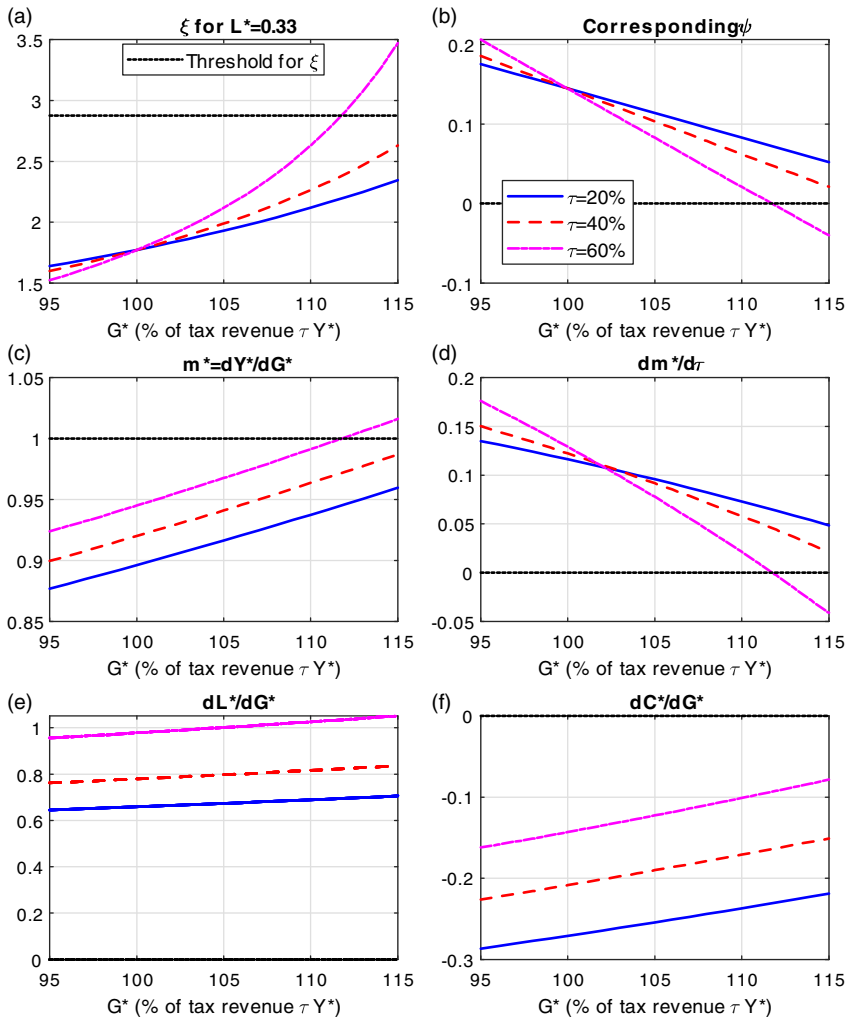 (a)
ξ for L*=0.33
3.5
3
2.5
2
1.5
Threshold for ξ
95
100
105
110
115
G* (% of tax revenue τ Y*)
(b)
Corresponding ψ
0.2
0.1
0
-0.1
τ=20%
τ=40%
τ=60%
95
100
105
110
115
G* (% of tax revenue τ Y*)
(c)
m*=dY*/dG*
1.05
1
0.95
0.9
0.85
95
100
105
110
115
G* (% of tax revenue τ Y*)
(d)
dm*/dτ
0.2
0.15
0.1
0.05
0
-0.05
95
100
105
110
115
G* (% of tax revenue τ Y*)
(e)
dL*/dG*
1
0.8
0.6
0.4
0.2
0
95
100
105
110
115
G* (% of tax revenue τ Y*)
(f)
dC*/dG*
0
-0.1
-0.2
-0.3
95
100
105
110
115
G* (% of tax revenue τ Y*)